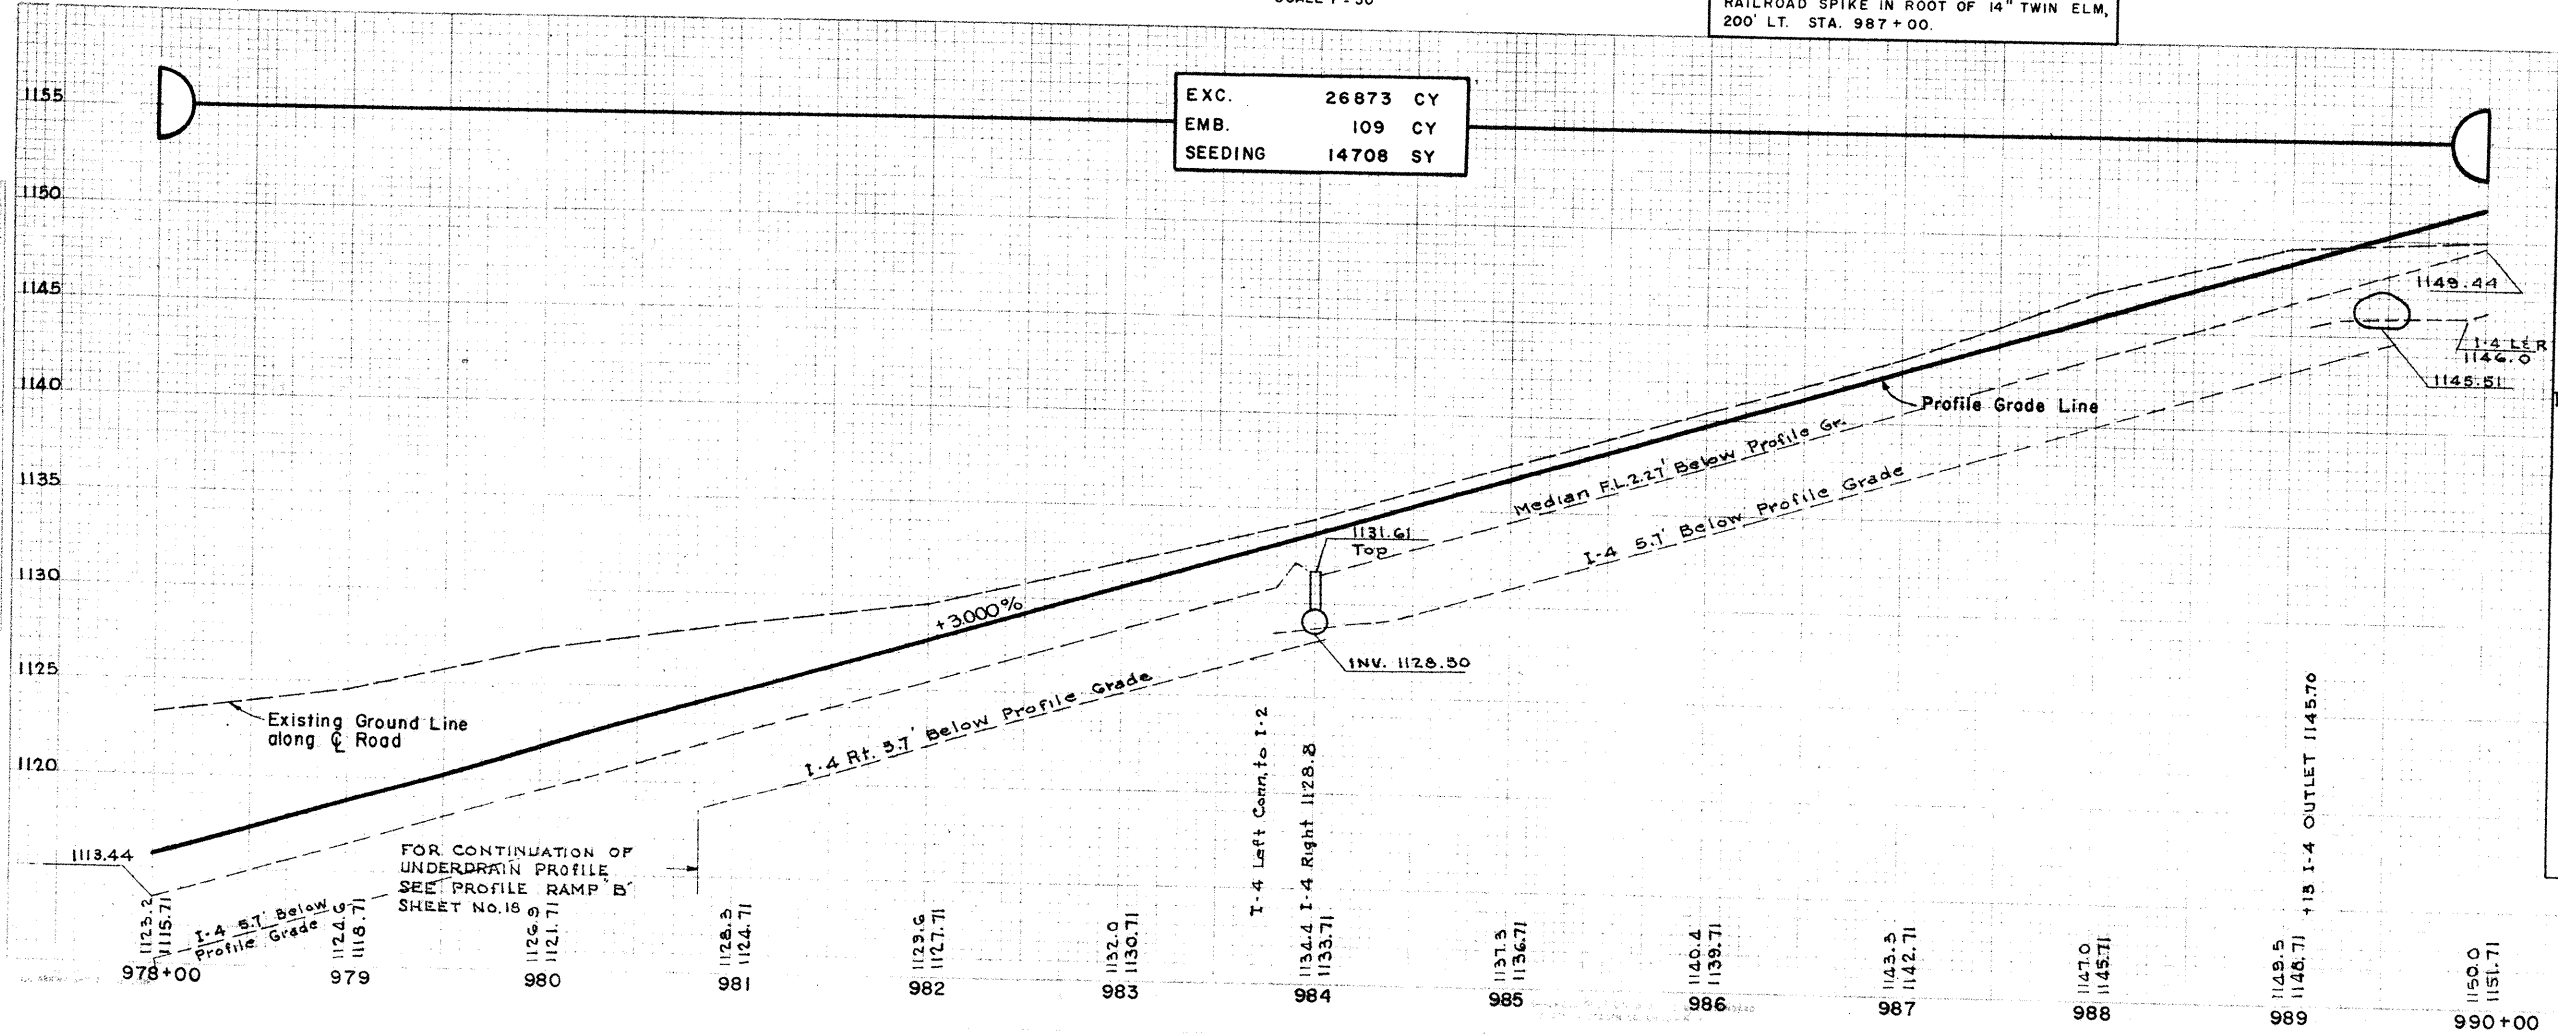 RAILROAD SPIKE IN ROOT OF 14" TWIN ELM,
200' LT. STA. 987+00.
EXC. 26873 CY
EMB. 109 CY
SEEDING 14708 SY
1155
1150
1145
1140
1135
1130
1125
1120
1149.44
I-4 L&R
1146.0
1145.51
Profile Grade Line
Median F.L. 2.27' Below Profile Gr.
I-4 5.7' Below Profile Grade
1131.61
Top
+3.000%
INV. 1128.50
I-4 Rt. 5.7' Below Profile Grade
Existing Ground Line
along ℄ Road
1113.44
FOR CONTINUATION OF
UNDERDRAIN PROFILE
SEE PROFILE RAMP "B"
SHEET NO. 18
I-4 5.7' Below
Profile Grade
I-4 Left Conn. to I-2
I-4 Right 1128.8
+13 I-4 OUTLET 1145.70
1123.2
1115.71
1124.6
1118.71
1126.9
1121.71
1128.3
1124.71
1129.6
1127.71
1132.0
1130.71
1134.4
1133.71
1137.3
1136.71
1140.4
1139.71
1143.3
1142.71
1147.0
1145.71
1149.5
1148.71
1150.0
1151.71
978+00
979
980
981
982
983
984
985
986
987
988
989
990+00